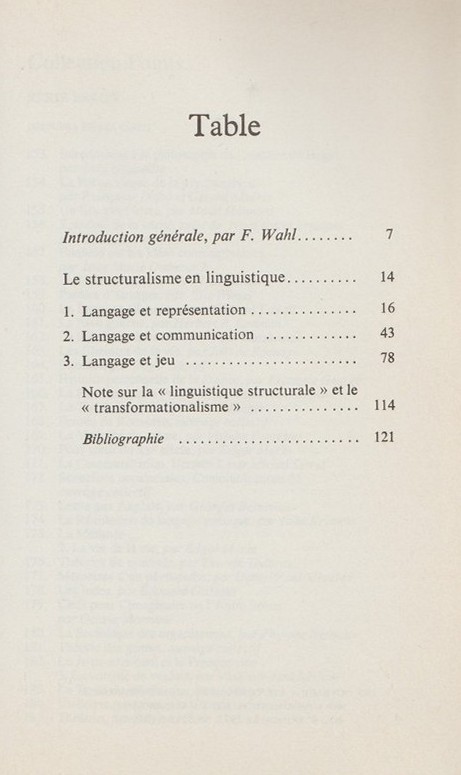 Table
Introduction générale, par F. Wahl........ 7
Le structuralisme en linguistique.......... 14
1. Langage et représentation ............... 16
2. Langage et communication ............. 43
3. Langage et jeu ........................ 78
Note sur la « linguistique structurale » et le
« transformationalisme » ............... 114
Bibliographie ......................... 121